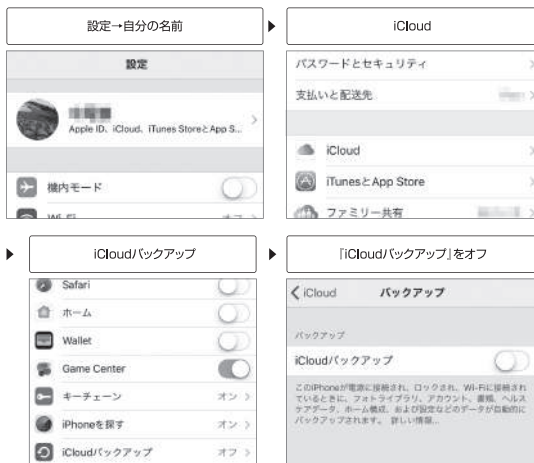 設定→自分の名前
iCloud
設定
Apple ID、iCloud、iTunes StoreとApp S...
機内モード
Wi-Fi
オフ
パスワードとセキュリティ
支払いと配送先
iCloud
iTunesとApp Store
ファミリー共有
iCloudバックアップ
「iCloudバックアップ」をオフ
Safari
ホーム
Wallet
Game Center
キーチェーン
オン
iPhoneを探す
オン
iCloudバックアップ
オフ
iCloud
バックアップ
バックアップ
iCloudバックアップ
このiPhoneが電源に接続され、ロックされ、Wi-Fiに接続され
ているときに、フォトライブラリ、アカウント、書類、ヘルス
ケアデータ、ホーム構成、および設定などのデータが自動的に
バックアップされます。 詳しい情報...